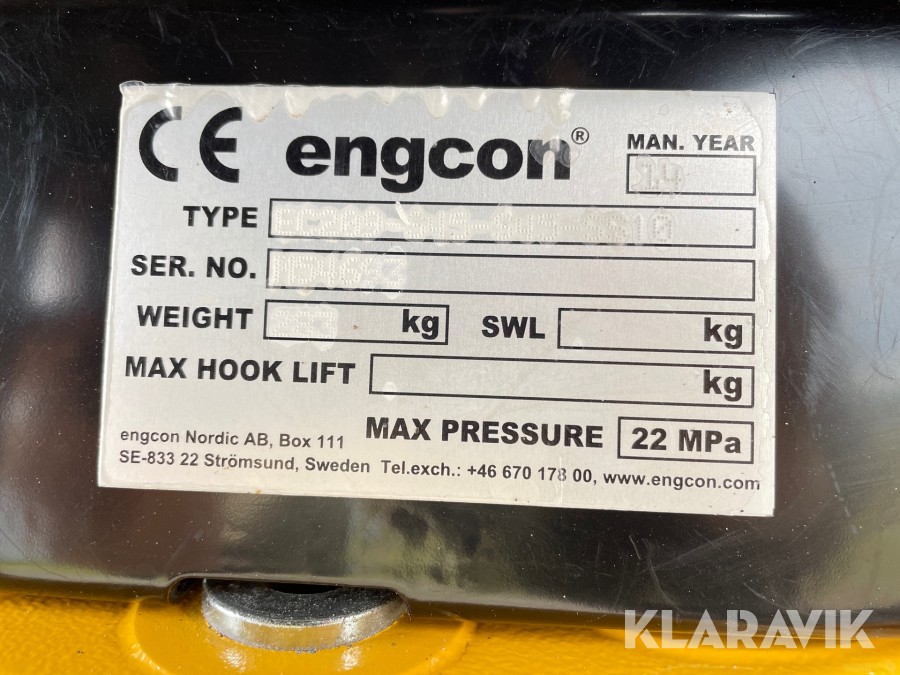 CE engcon® MAN. YEAR
14
TYPE
SER. NO.
WEIGHT kg SWL kg
MAX HOOK LIFT kg
MAX PRESSURE 22 MPa
engcon Nordic AB, Box 111
SE-833 22 Strömsund, Sweden Tel.exch.: +46 670 178 00, www.engcon.com
KLARAVIK